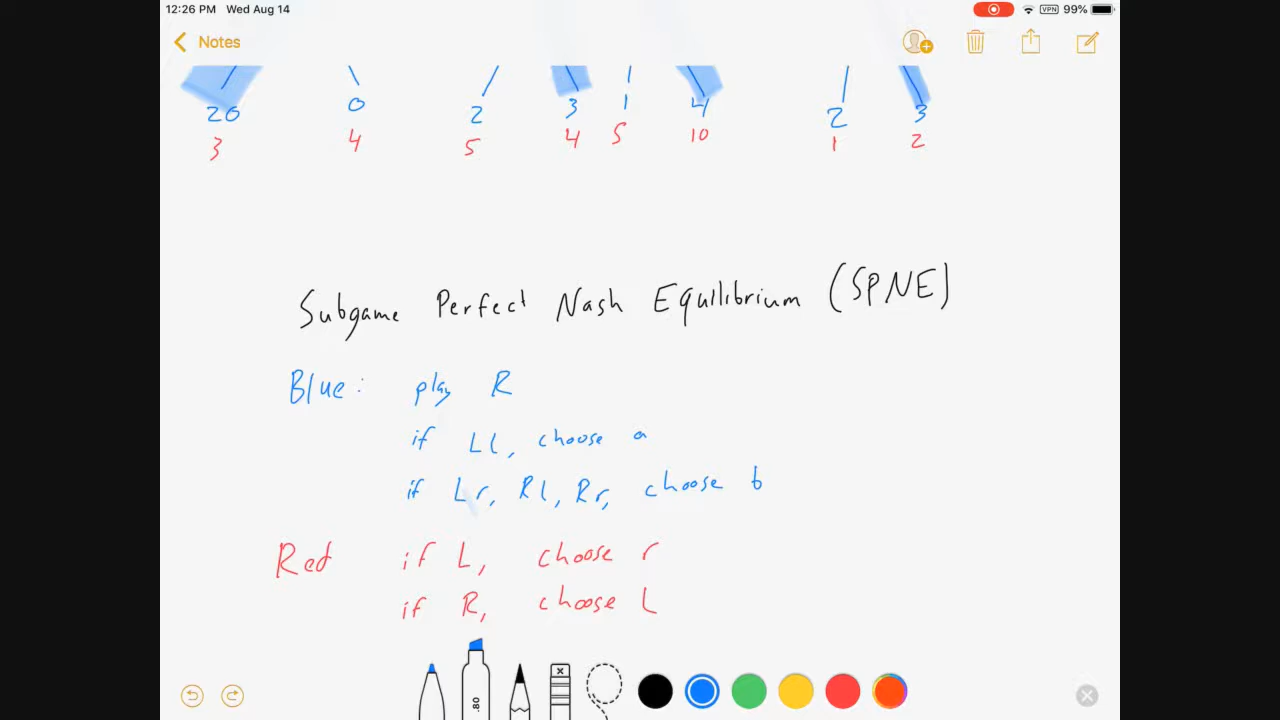 12:26 PM Wed Aug 14
VPN 99%
Notes
20 0 2 3 1 4 2 3
3 4 5 4 5 10 1 2
Subgame Perfect Nash Equilibrium (SPNE)
Blue: play R
if Ll, choose a
if Lr, Rl, Rr, choose b
Red if L, choose r
if R, choose l
.80